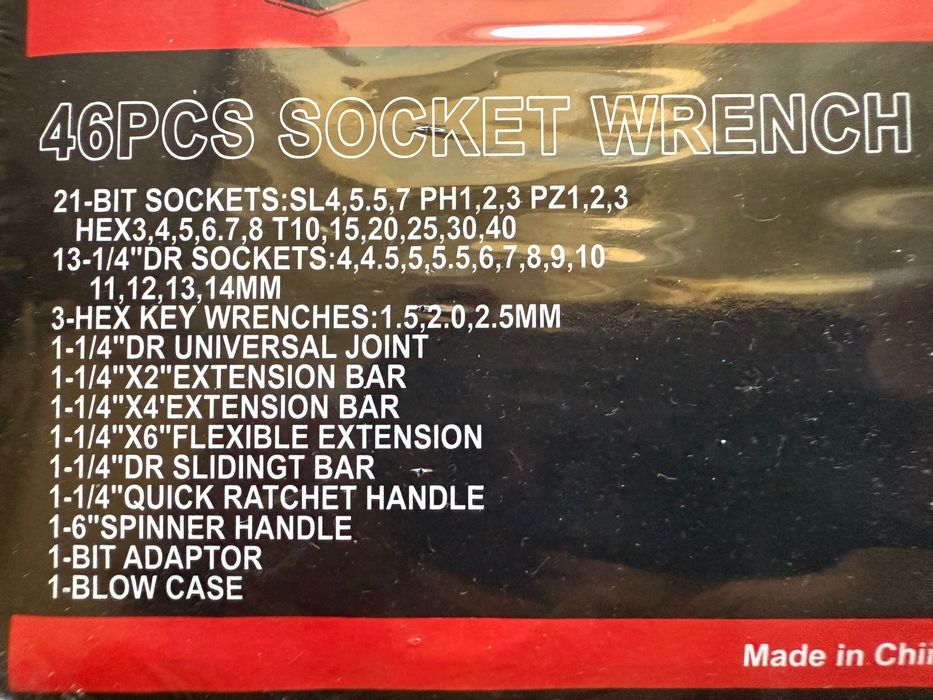 46PCS SOCKET WRENCH
21-BIT SOCKETS:SL4,5.5,7 PH1,2,3 PZ1,2,3
HEX3,4,5,6.7,8 T10,15,20,25,30,40
13-1/4"DR SOCKETS:4,4.5,5,5.5,6,7,8,9,10
11,12,13,14MM
3-HEX KEY WRENCHES:1.5,2.0,2.5MM
1-1/4"DR UNIVERSAL JOINT
1-1/4"X2"EXTENSION BAR
1-1/4"X4'EXTENSION BAR
1-1/4"X6"FLEXIBLE EXTENSION
1-1/4"DR SLIDINGT BAR
1-1/4"QUICK RATCHET HANDLE
1-6"SPINNER HANDLE
1-BIT ADAPTOR
1-BLOW CASE
Made in